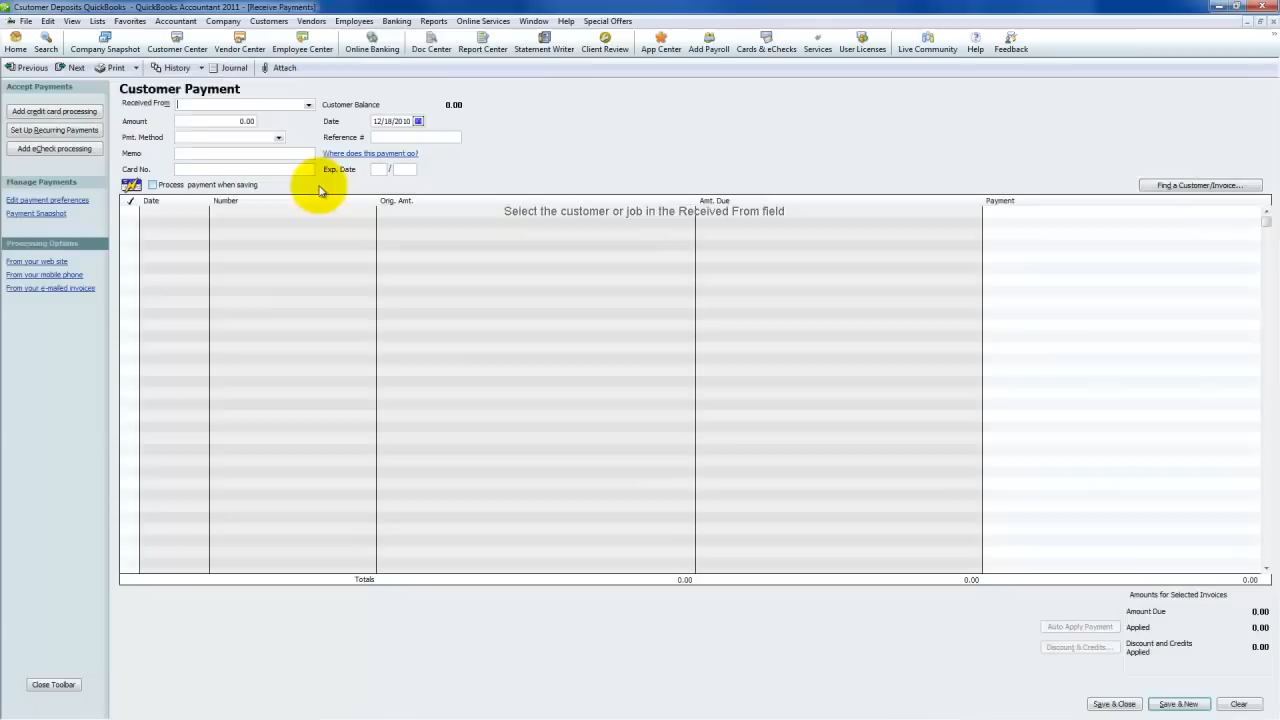 Csutomer Deposits QuickBooks - QuickBooks Accountant 2011 - [Receive Payments]
File Edit View Lists Favorites Accountant Company Customers Vendors Employees Banking Reports Online Services Window Help Special Offers
Home Search Company Snapshot Customer Center Vendor Center Employee Center Online Banking Doc Center Report Center Statement Writer Client Review App Center Add Payroll Cards & eChecks Services User Licenses Live Community Help Feedback
Previous Next Print History Journal Attach
Accept Payments
Add credit card processing
Set Up Recurring Payments
Add eCheck processing
Manage Payments
Edit payment preferences
Payment Snapshot
Processing Options
From your web site
From your mobile phone
From your e-mailed invoices
Close Toolbar
Customer Payment
Received From Customer Balance 0.00
Amount 0.00 Date 12/18/2010
Pmt. Method Reference #
Memo Where does this payment go?
Card No. Exp. Date /
Process payment when saving Find a Customer/Invoice...
✓ Date Number Orig. Amt. Amt. Due Payment
Select the customer or job in the Received From field
Totals 0.00 0.00 0.00
Amounts for Selected Invoices
Amount Due 0.00
Auto Apply Payment Applied 0.00
Discount & Credits... Discount and Credits Applied 0.00
Save & Close Save & New Clear